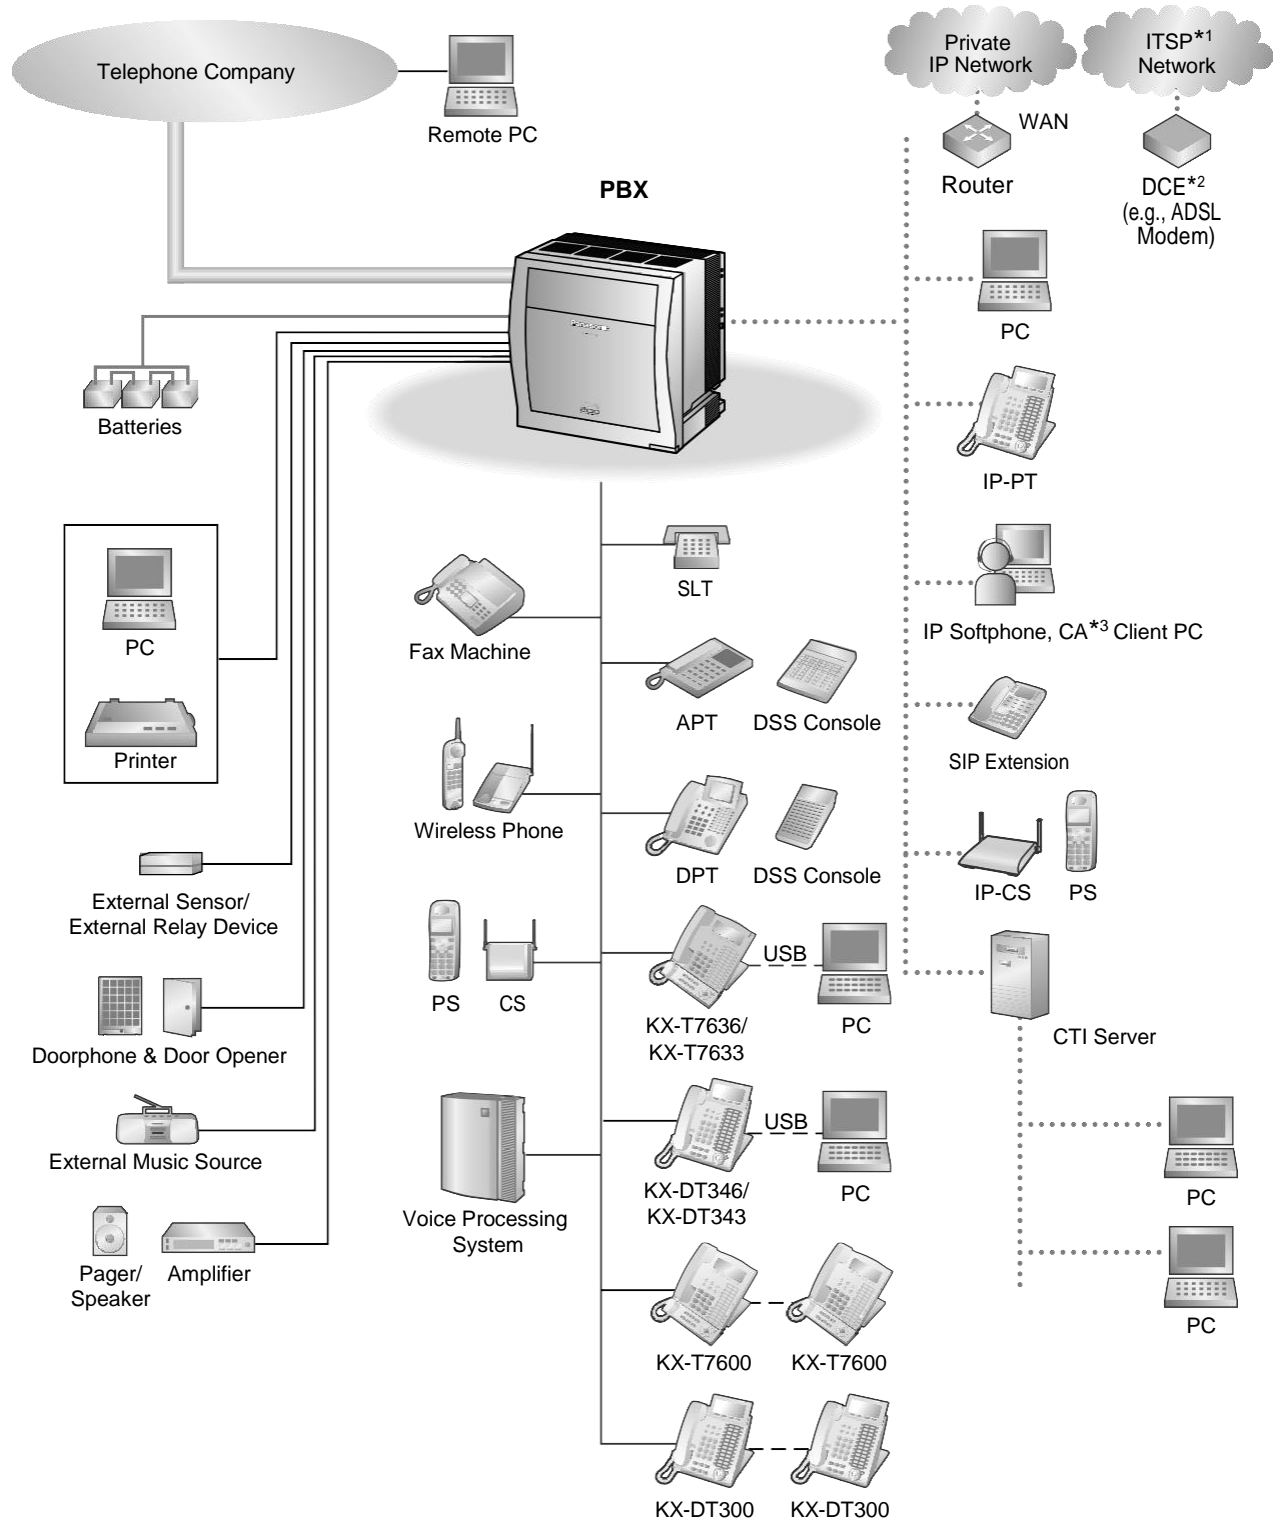 Telephone Company
Remote PC
Private
IP Network
ITSP*1
Network
WAN
Router
DCE*2
(e.g., ADSL
Modem)
PBX
Panasonic
PC
Batteries
IP-PT
PC
Printer
Fax Machine
SLT
IP Softphone, CA*3 Client PC
APT
DSS Console
SIP Extension
Wireless Phone
DPT
DSS Console
IP-CS
PS
External Sensor/
External Relay Device
PS
CS
USB
KX-T7636/
KX-T7633
PC
CTI Server
Doorphone & Door Opener
External Music Source
USB
KX-DT346/
KX-DT343
PC
PC
Voice Processing
System
Pager/
Speaker
Amplifier
PC
KX-T7600
KX-T7600
KX-DT300
KX-DT300